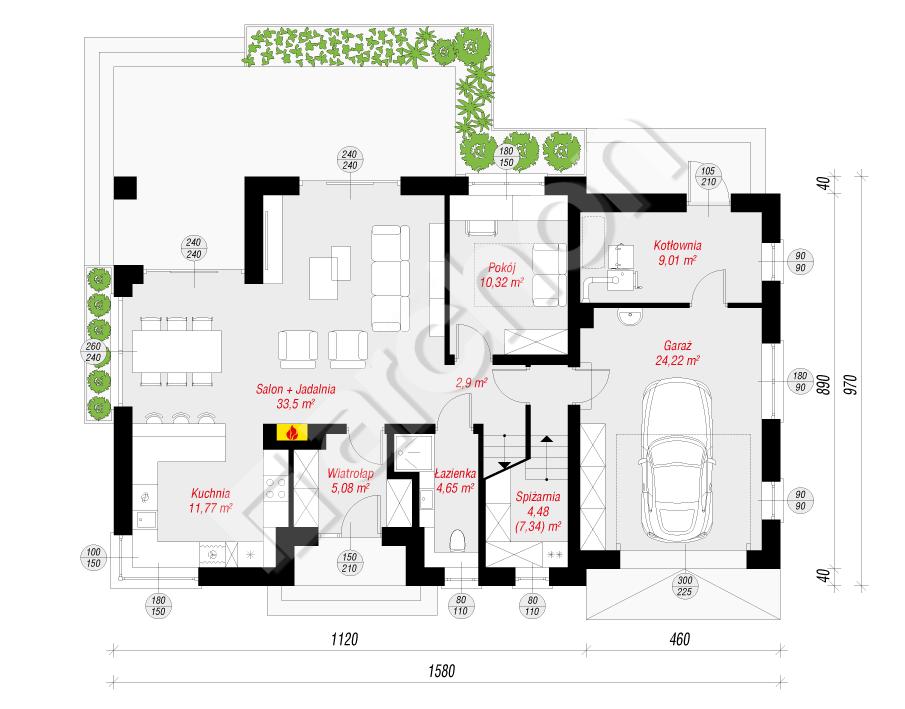 180
150
240
240
105
210
40
Kotłownia
9,01 m²
240
240
90
90
Pokój
10,32 m²
260
240
Garaż
24,22 m²
180
90
890
970
Salon + Jadalnia
33,5 m²
2,9 m²
Kuchnia
11,77 m²
Wiatrołap
5,08 m²
Łazienka
4,65 m²
Spiżarnia
4,48
(7,34) m²
90
90
100
150
150
210
300
225
40
180
150
80
110
80
110
1120
460
1580
archon